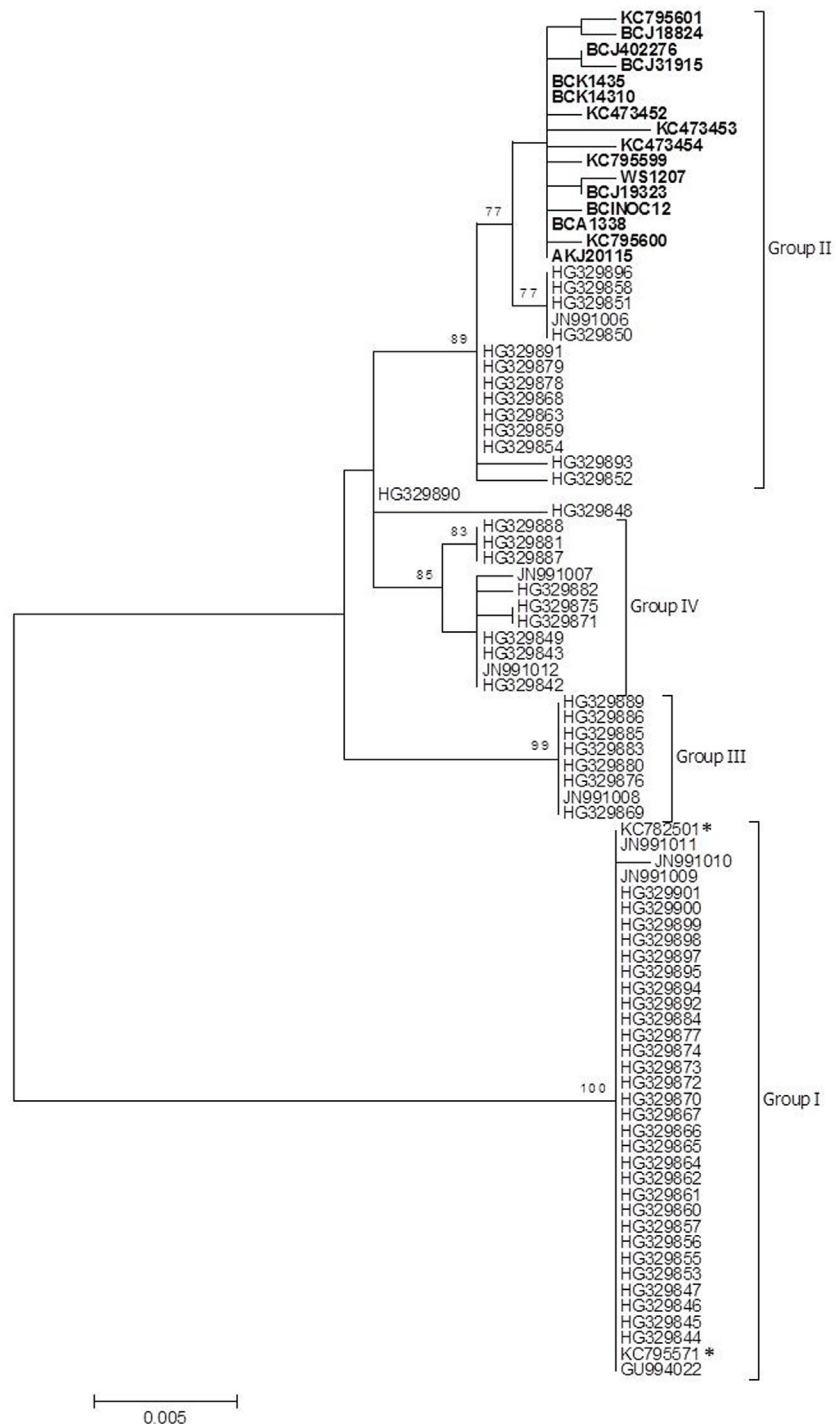 KC795601
BCJ18824
BCJ402276
BCJ31915
BCK1435
BCK14310
KC473452
KC473453
KC473454
KC795599
WS1207
BCJ19323
BCINOC12
77
BCA1338
KC795600
Group II
AKJ20115
HG329896
HG329858
77
HG329851
JN991006
HG329850
89
HG329891
HG329879
HG329878
HG329868
HG329863
HG329859
HG329854
HG329893
HG329852
HG329890
HG329848
HG329888
83
HG329881
HG329887
85
JN991007
HG329882
HG329875
Group IV
HG329871
HG329849
HG329843
JN991012
HG329842
HG329889
HG329886
HG329885
99
HG329883
Group III
HG329880
HG329876
JN991008
HG329869
KC782501 *
JN991011
JN991010
JN991009
HG329901
HG329900
HG329899
HG329898
HG329897
HG329895
HG329894
HG329892
HG329884
HG329877
HG329874
HG329873
HG329872
100
HG329870
Group I
HG329867
HG329866
HG329865
HG329864
HG329862
HG329861
HG329860
HG329857
HG329856
HG329855
HG329853
HG329847
HG329846
HG329845
HG329844
KC795571 *
GU994022
0.005